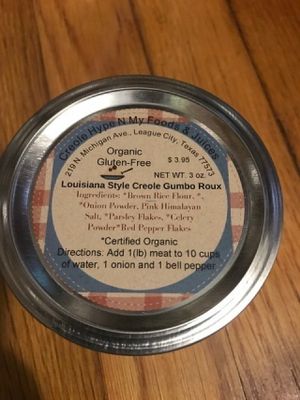 Creole Hype N My Foods & Juices
219 N. Michigan Ave., League City, Texas 77573
Organic
Gluten-Free
$ 3.95
NET WT. 3 oz.
Louisiana Style Creole Gumbo Roux
Ingredients: *Brown Rice Flour, *,
*Onion Powder, Pink Himalayan
Salt, *Parsley Flakes, *Celery
Powder*Red Pepper Flakes
*Certified Organic
Directions: Add 1(lb) meat to 10 cups
of water, 1 onion and 1 bell pepper